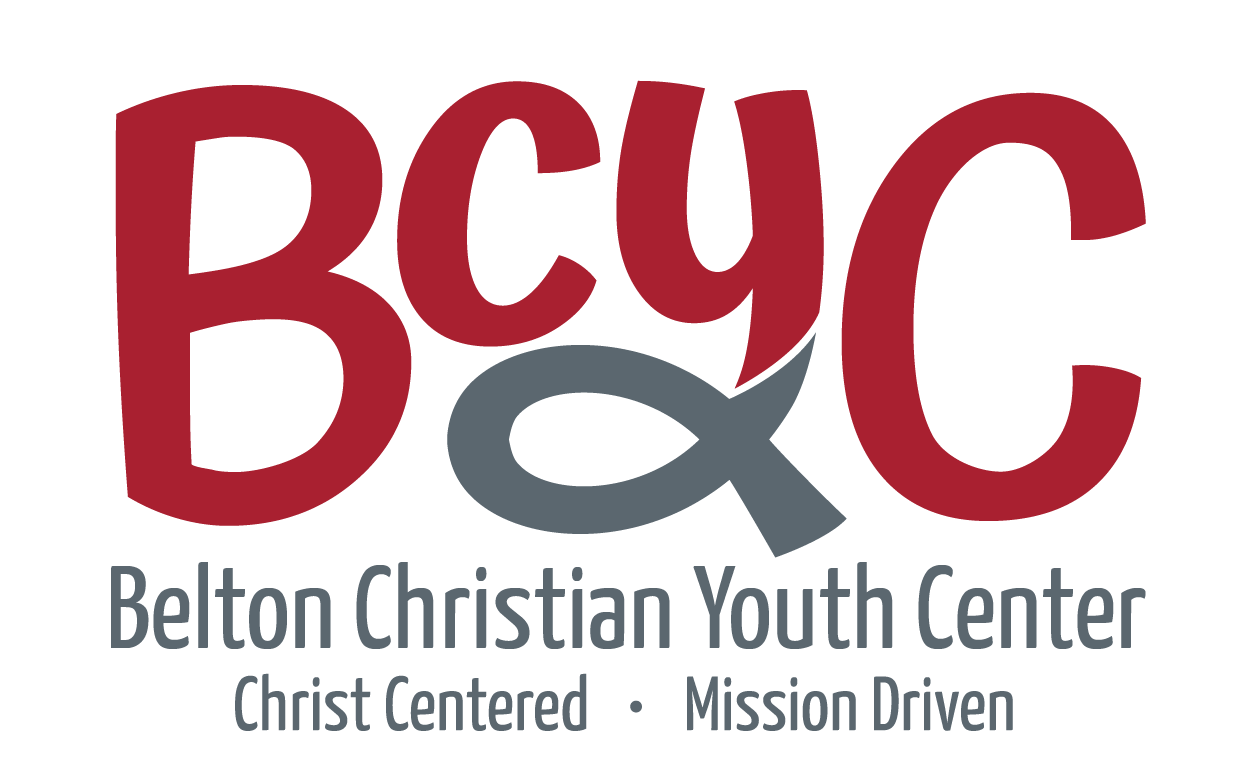 BcyC
Belton Christian Youth Center
Christ Centered · Mission Driven